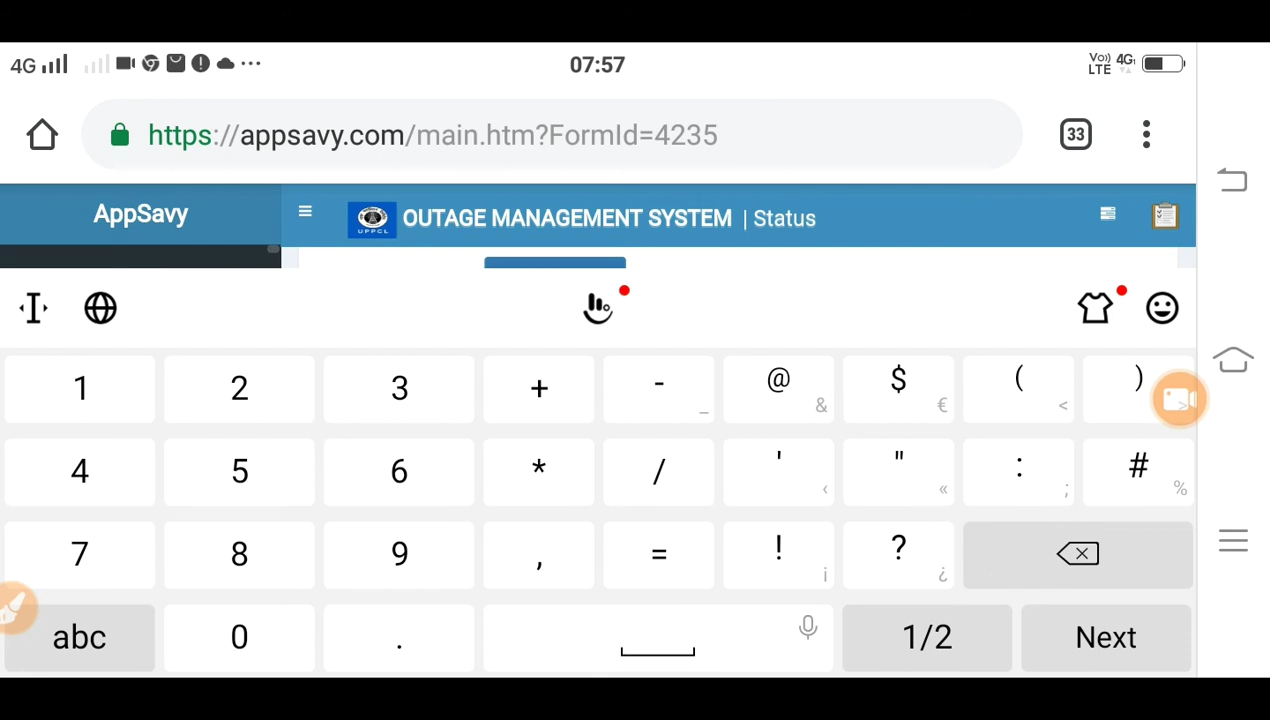 4G 07:57 Vo)) LTE 4G
https://appsavy.com/main.htm?FormId=4235 33
AppSavy UPPCL OUTAGE MANAGEMENT SYSTEM | Status
1 2 3 + - _ @ & $ € ( < ) >
4 5 6 * / ' ‹ " « : ; # %
7 8 9 , = ! ¡ ? ¿
abc 0 . 1/2 Next